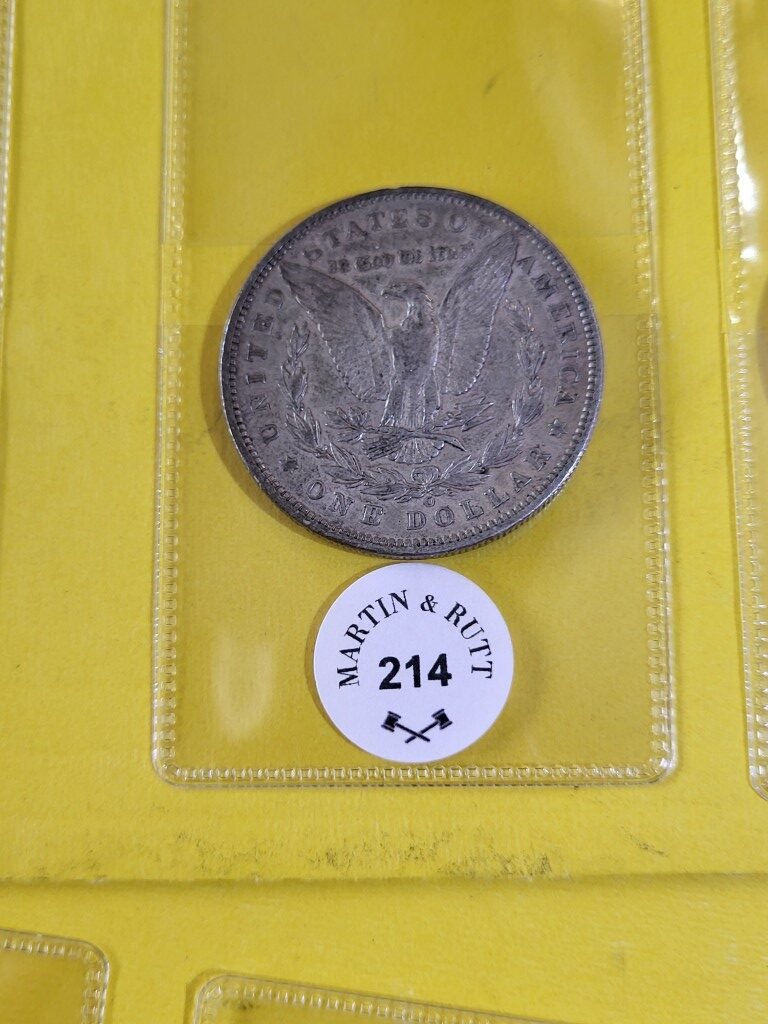 UNITED STATES OF AMERICA
In God We Trust
O
ONE DOLLAR
MARTIN & RUTT
214